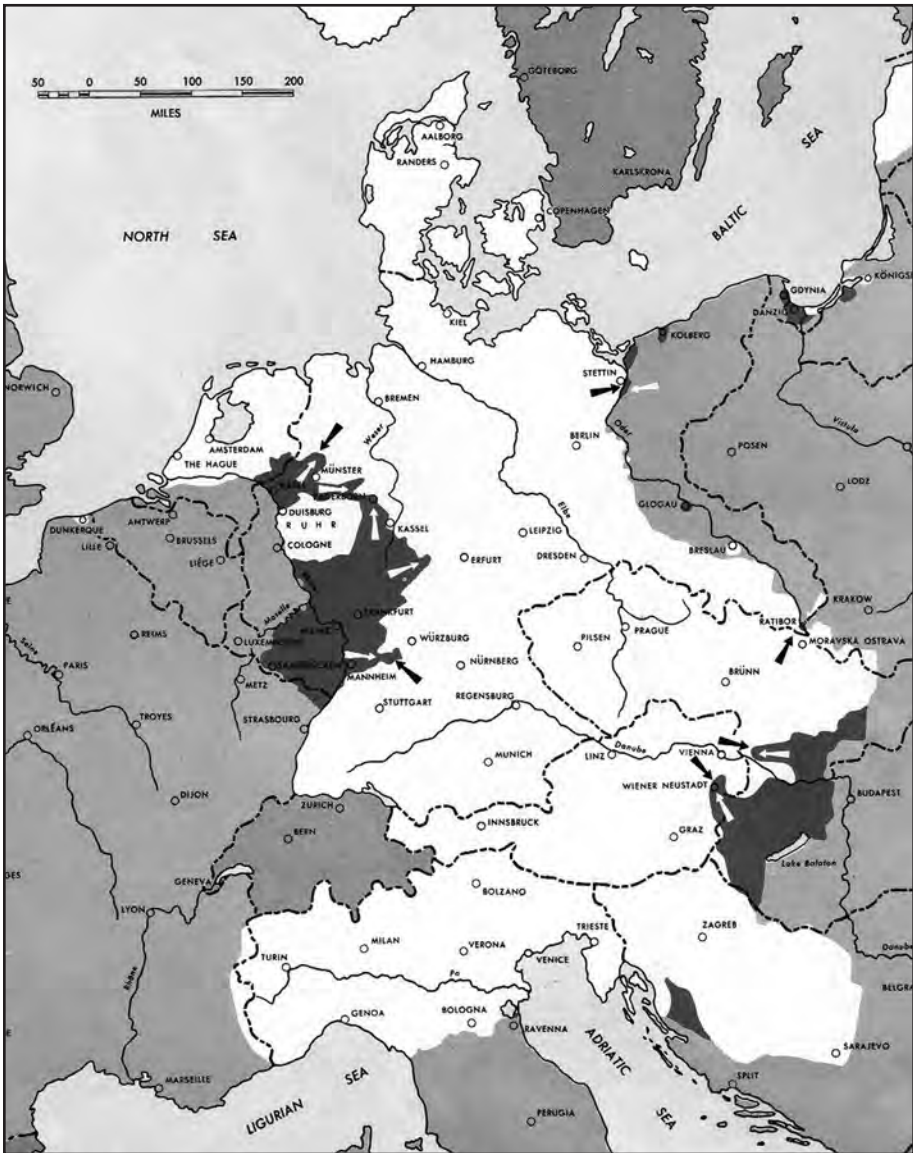 GÖTEBORG
50 0 50 100 150 200
MILES
AALBORG
RANDERS
KARLSKRONA
COPENHAGEN
NORTH SEA
BALTIC SEA
KÖNIGSB
GDYNIA
DANZIG
KIEL
KOLBERG
HAMBURG
STETTIN
NORWICH
BREMEN
Weser
Oder
Vistula
AMSTERDAM
THE HAGUE
BERLIN
POSEN
MÜNSTER
LODZ
PADERBORN
GLOGAU
DUISBURG
RUHR
ANTWERP
DUNKERQUE
KASSEL
Elbe
LEIPZIG
BRUSSELS
LILLE
COLOGNE
BRESLAU
LIÉGE
ERFURT
DRESDEN
Moselle
FRANKFURT
KRAKOW
RATIBOR
REIMS
MAINZ
PRAGUE
LUXEMBOURG
WÜRZBURG
PILSEN
MORAVSKA OSTRAVA
Seine
SAARBRÜCKEN
NÜRNBERG
PARIS
METZ
MANNHEIM
BRÜNN
REGENSBURG
STUTTGART
TROYES
STRASBOURG
ORLÉANS
Danube
MUNICH
LINZ
VIENNA
WIENER NEUSTADT
DIJON
BUDAPEST
ZURICH
INNSBRUCK
BERN
GRAZ
Lake Balaton
GES
GENEVA
BOLZANO
LYON
ZAGREB
TRIESTE
MILAN
VERONA
VENICE
Danube
TURIN
Po
Rhône
BELGRA
GENOA
BOLOGNA
RAVENNA
SARAJEVO
ADRIATIC SEA
MARSEILLE
SPLIT
LIGURIAN SEA
PERUGIA